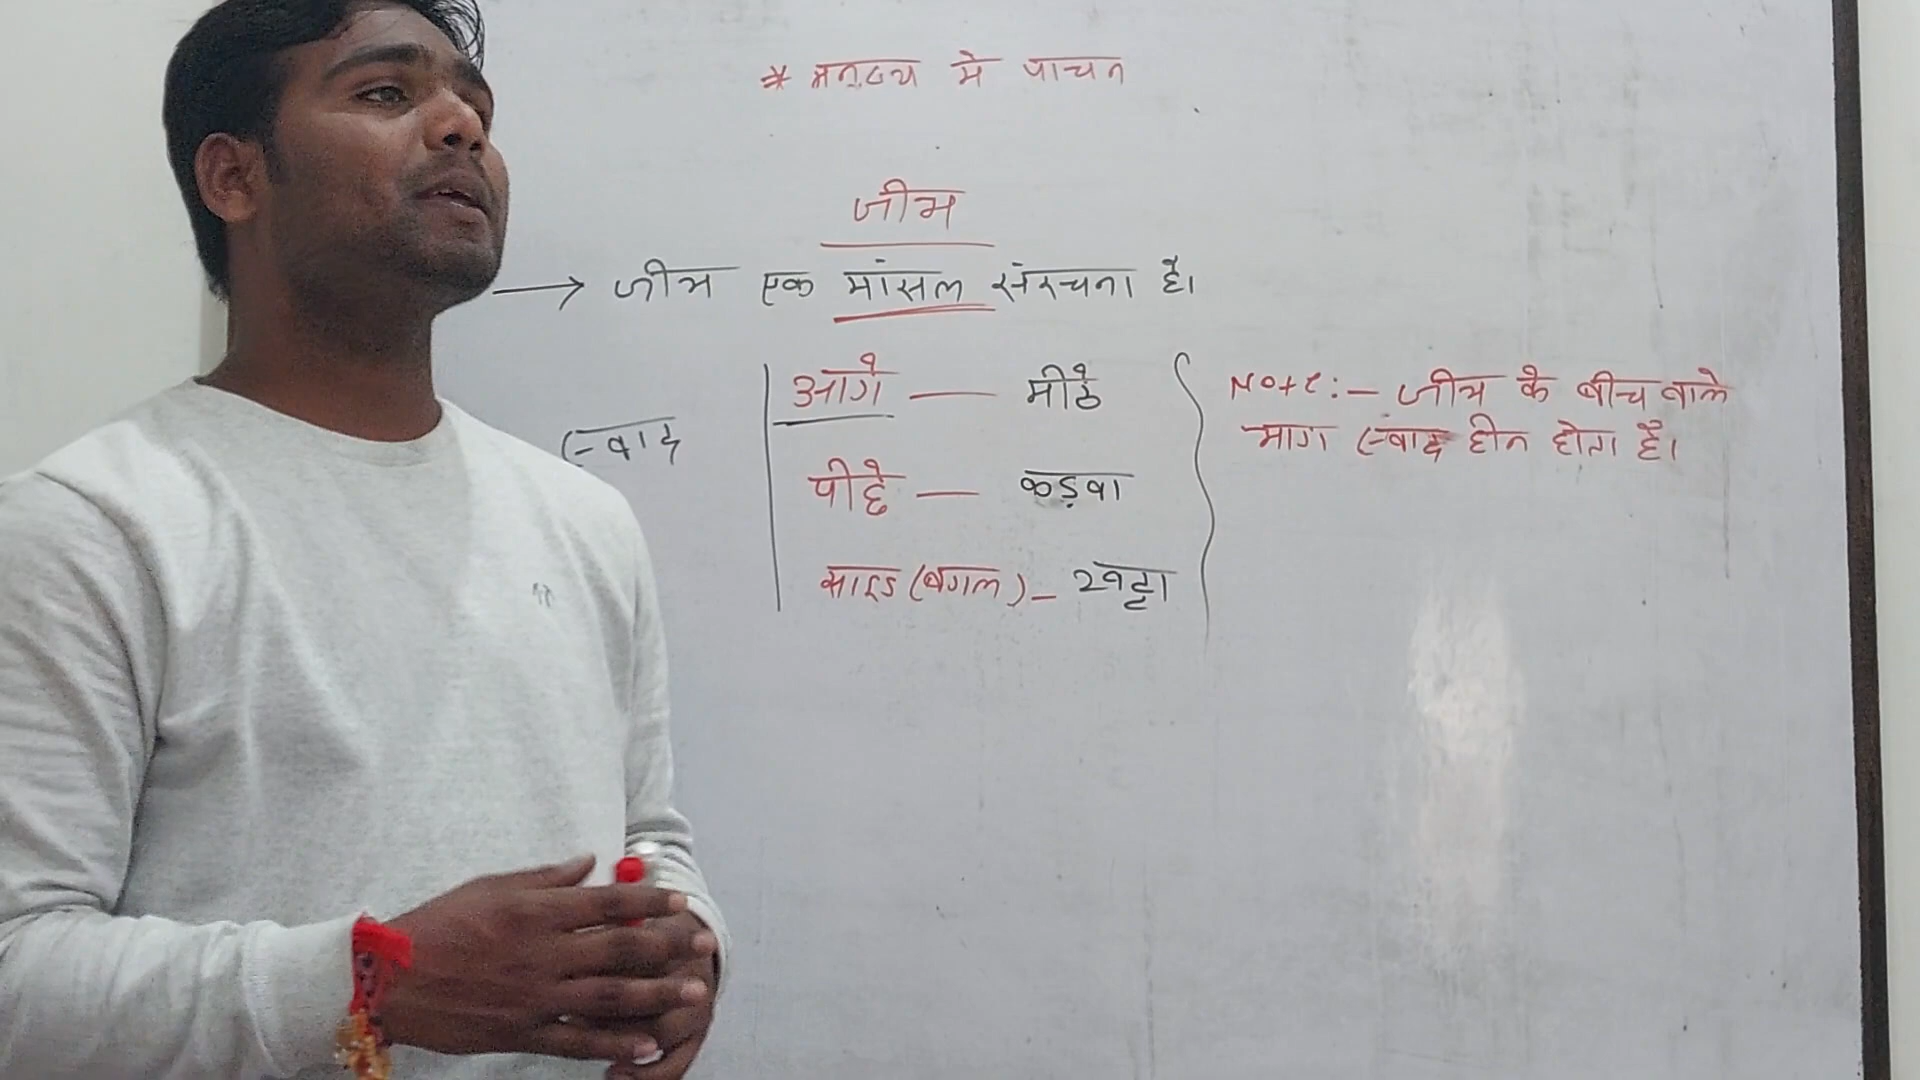 * मनुष्य मे पाचन
जीभ
→ जीभ एक मांसल संरचना है।
स्वाद
आगे — मीठे
पीछे — कड़वा
साइड (बगल) — खट्टा
Note:- जीभ के बीच वाले
भाग स्वाद हीन होता है।